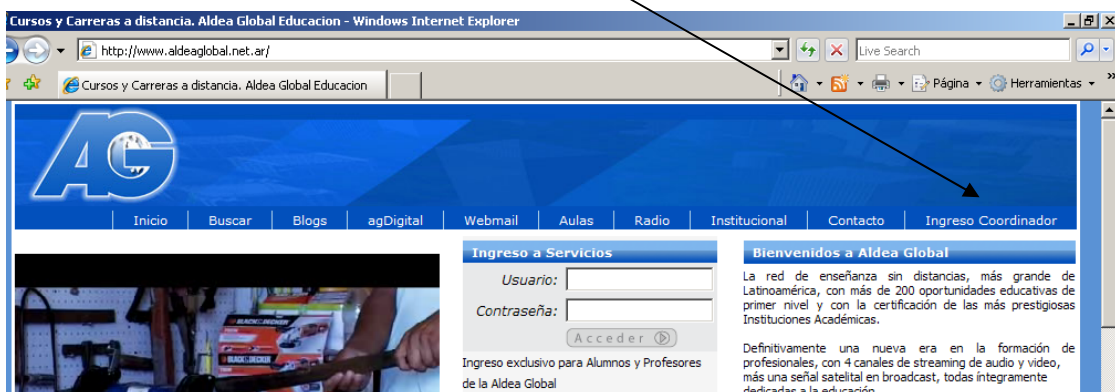 Cursos y Carreras a distancia. Aldea Global Educacion - Windows Internet Explorer
http://www.aldeaglobal.net.ar/
Live Search
Cursos y Carreras a distancia. Aldea Global Educacion
Página
Herramientas
AG
Inicio
Buscar
Blogs
agDigital
Webmail
Aulas
Radio
Institucional
Contacto
Ingreso Coordinador
Ingreso a Servicios
Usuario:
Contraseña:
Acceder
Ingreso exclusivo para Alumnos y Profesores
de la Aldea Global
Bienvenidos a Aldea Global
La red de enseñanza sin distancias, más grande de
Latinoamérica, con más de 200 oportunidades educativas de
primer nivel y con la certificación de las más prestigiosas
Instituciones Académicas.
Definitivamente una nueva era en la formación de
profesionales, con 4 canales de streaming de audio y video,
más una señal satelital en broadcast, todas íntegramente
dedicadas a la educación
BLACK&DECKER